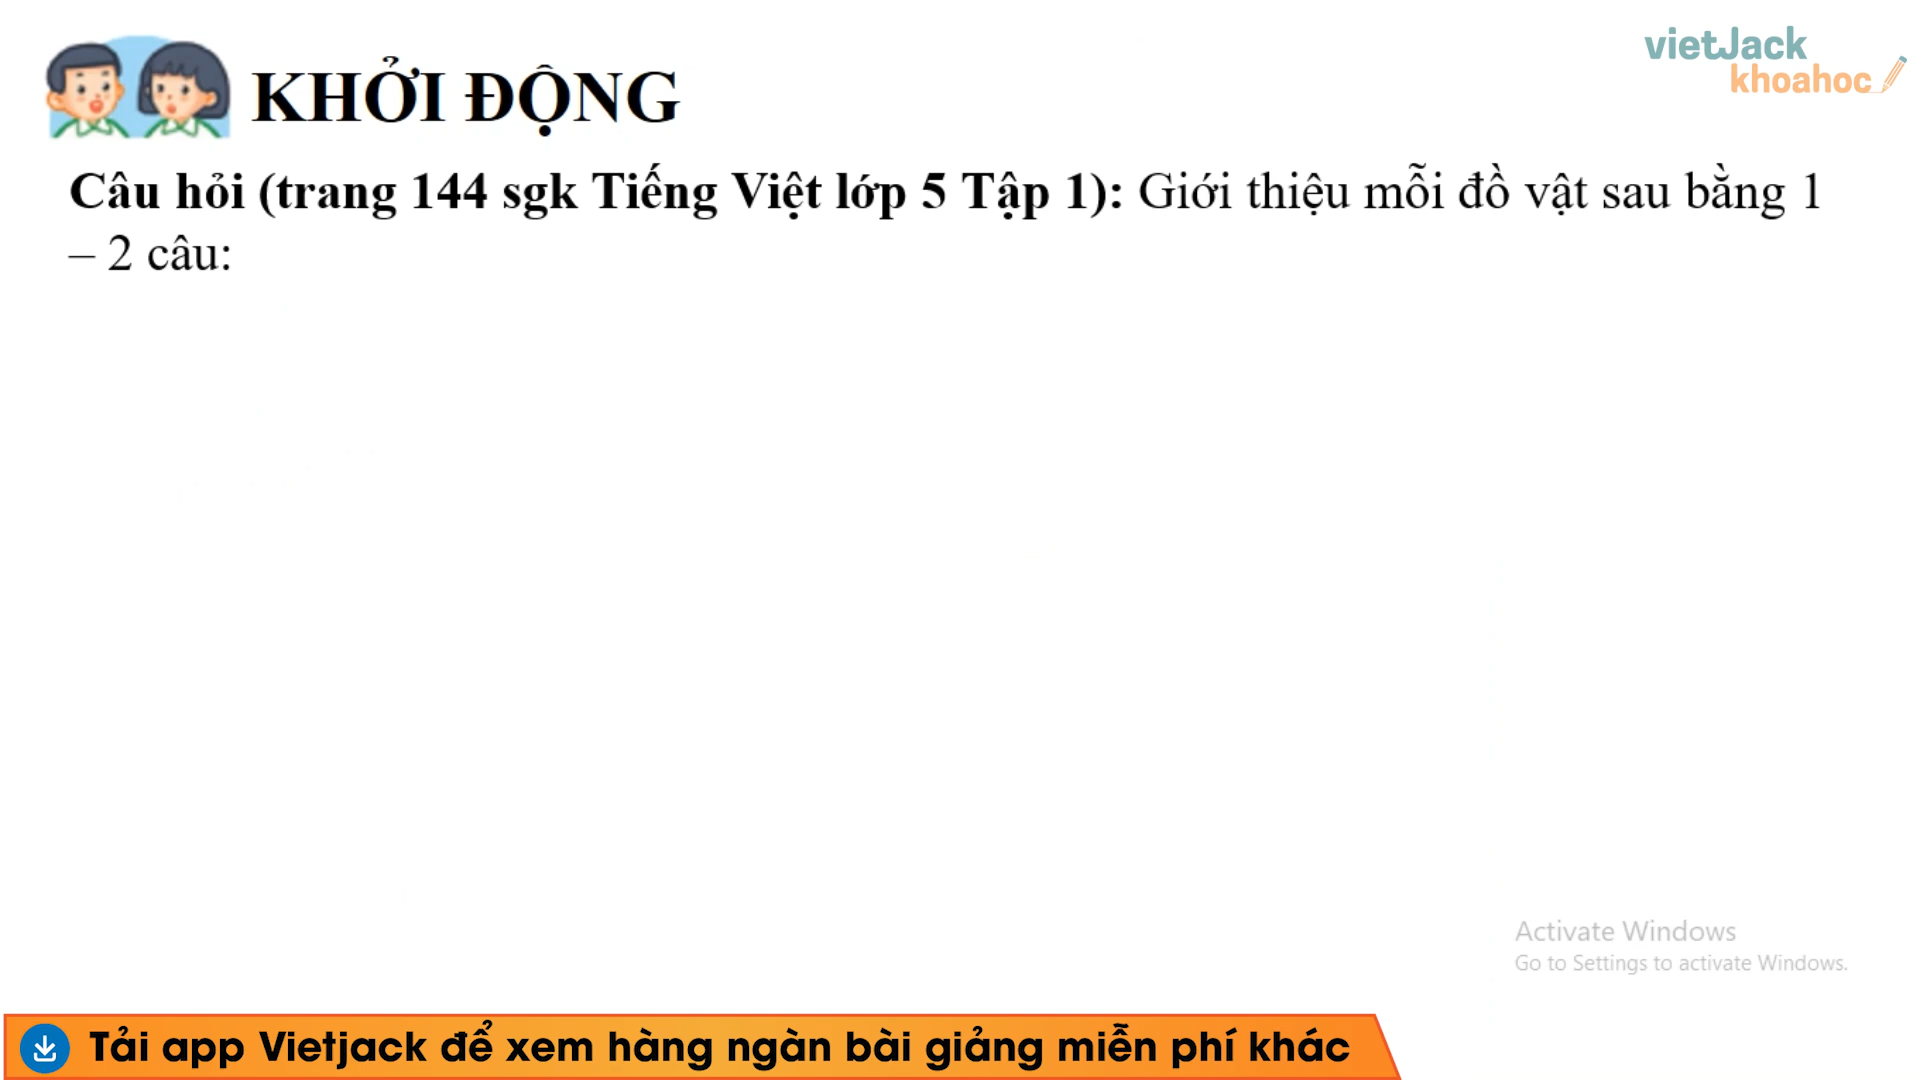 vietJack
khoahoc
KHỞI ĐỘNG
Câu hỏi (trang 144 sgk Tiếng Việt lớp 5 Tập 1): Giới thiệu mỗi đồ vật sau bằng 1
– 2 câu:
Activate Windows
Go to Settings to activate Windows.
Tải app Vietjack để xem hàng ngàn bài giảng miễn phí khác